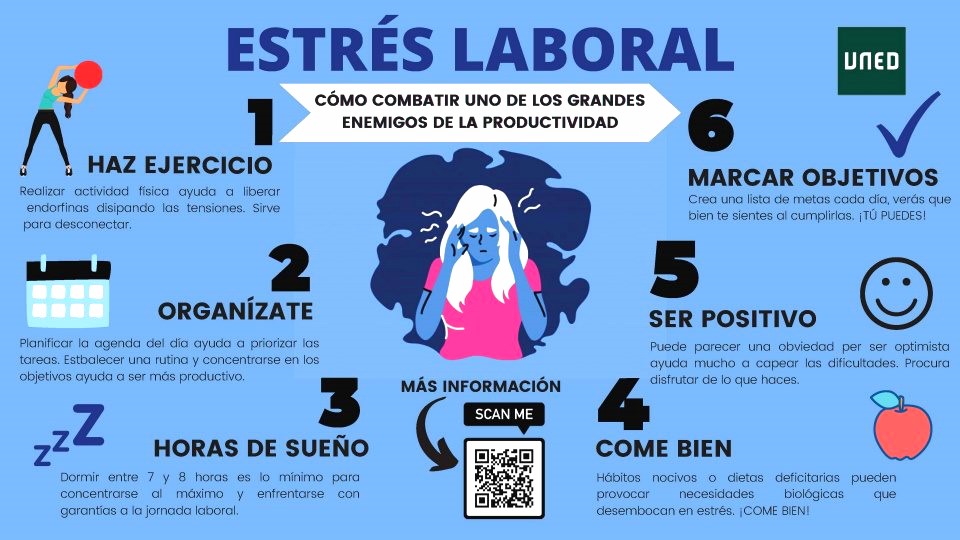 ESTRÉS LABORAL
UNED
CÓMO COMBATIR UNO DE LOS GRANDES
ENEMIGOS DE LA PRODUCTIVIDAD
1
HAZ EJERCICIO
Realizar actividad física ayuda a liberar
endorfinas disipando las tensiones. Sirve
para desconectar.
2
ORGANÍZATE
Planificar la agenda del día ayuda a priorizar las
tareas. Estbalecer una rutina y concentrarse en los
objetivos ayuda a ser más productivo.
3
HORAS DE SUEÑO
z z Z
Dormir entre 7 y 8 horas es lo mínimo para
concentrarse al máximo y enfrentarse con
garantías a la jornada laboral.
MÁS INFORMACIÓN
SCAN ME
4
COME BIEN
Hábitos nocivos o dietas deficitarias pueden
provocar necesidades biológicas que
desembocan en estrés. ¡COME BIEN!
5
SER POSITIVO
Puede parecer una obviedad per ser optimista
ayuda mucho a capear las dificultades. Procura
disfrutar de lo que haces.
6
MARCAR OBJETIVOS
Crea una lista de metas cada día, verás que
bien te sientes al cumplirlas. ¡TÚ PUEDES!